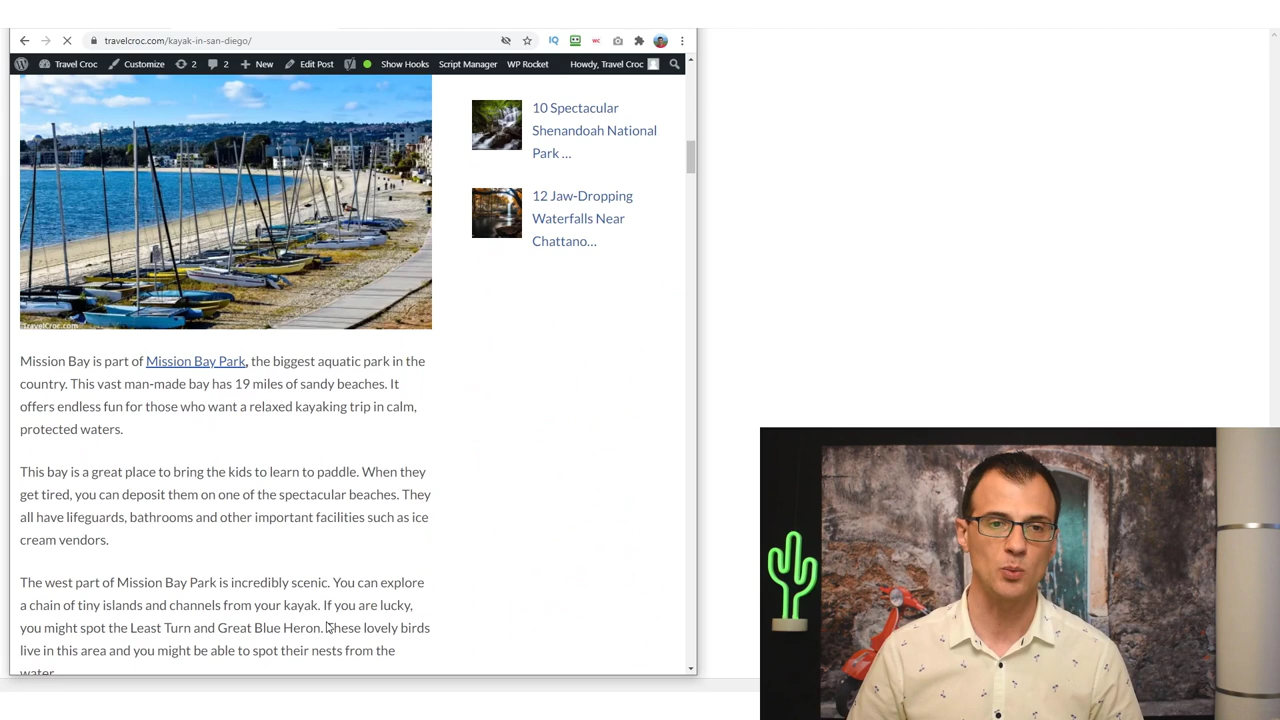 travelcroc.com/kayak-in-san-diego/
IQ
WC
Travel Croc Customize 2 2 New Edit Post Show Hooks Script Manager WP Rocket Howdy, Travel Croc
10 Spectacular
Shenandoah National
Park ...
12 Jaw-Dropping
Waterfalls Near
Chattano...
TravelCroc.com
Mission Bay is part of Mission Bay Park, the biggest aquatic park in the
country. This vast man-made bay has 19 miles of sandy beaches. It
offers endless fun for those who want a relaxed kayaking trip in calm,
protected waters.
This bay is a great place to bring the kids to learn to paddle. When they
get tired, you can deposit them on one of the spectacular beaches. They
all have lifeguards, bathrooms and other important facilities such as ice
cream vendors.
The west part of Mission Bay Park is incredibly scenic. You can explore
a chain of tiny islands and channels from your kayak. If you are lucky,
you might spot the Least Turn and Great Blue Heron. These lovely birds
live in this area and you might be able to spot their nests from the
water.